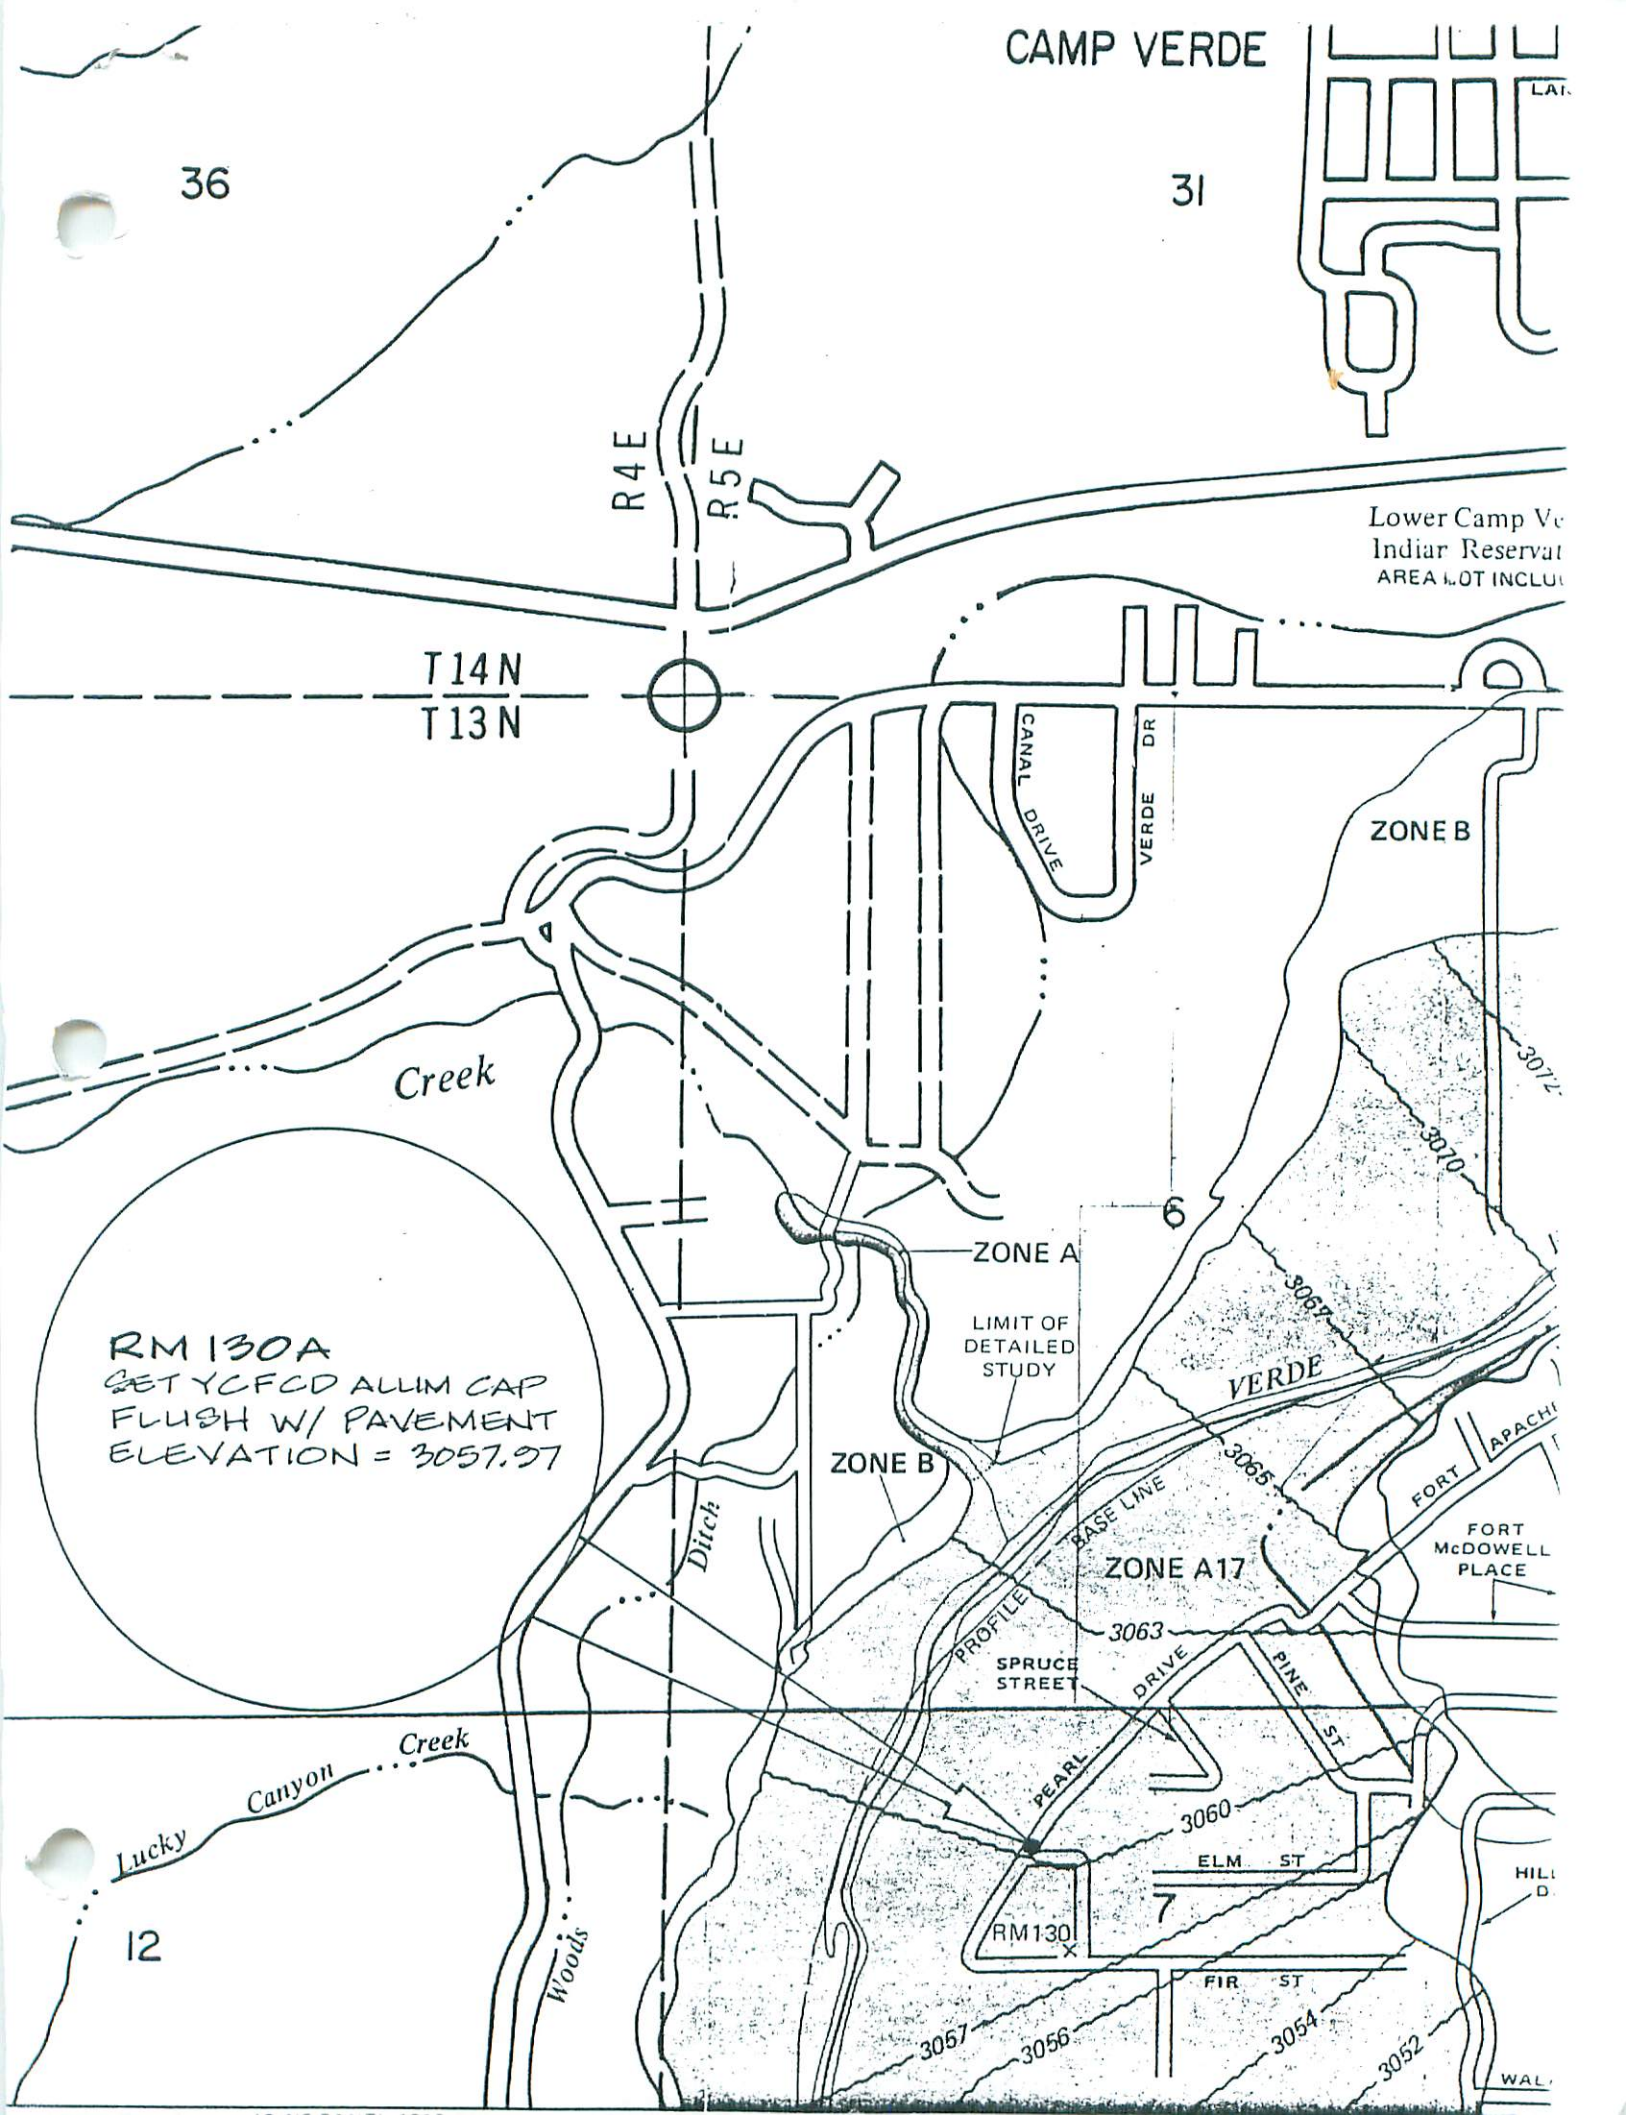 CAMP VERDE
36
31
R4E
R5E
Lower Camp
Indian Reservat
AREA NOT INCLU
T14N
T13N
CANAL DRIVE
VERDE DR
ZONE B
Creek
3072
3070
6
ZONE A
3067
LIMIT OF
DETAILED
STUDY
VERDE
RM 130A
SET YCFCD ALUM CAP
FLUSH W/ PAVEMENT
ELEVATION = 3057.97
ZONE B
3065
FORT
APACH
BASE LINE
Ditch
FORT
McDOWELL
PLACE
ZONE A17
PROFILE
3063
SPRUCE
STREET
DRIVE
PINE ST
PEARL
Creek
Canyon
Lucky
3060
ELM ST
7
HILL
D
RM130
X
12
Woods
FIR ST
3057
3056
3054
3052
WAL